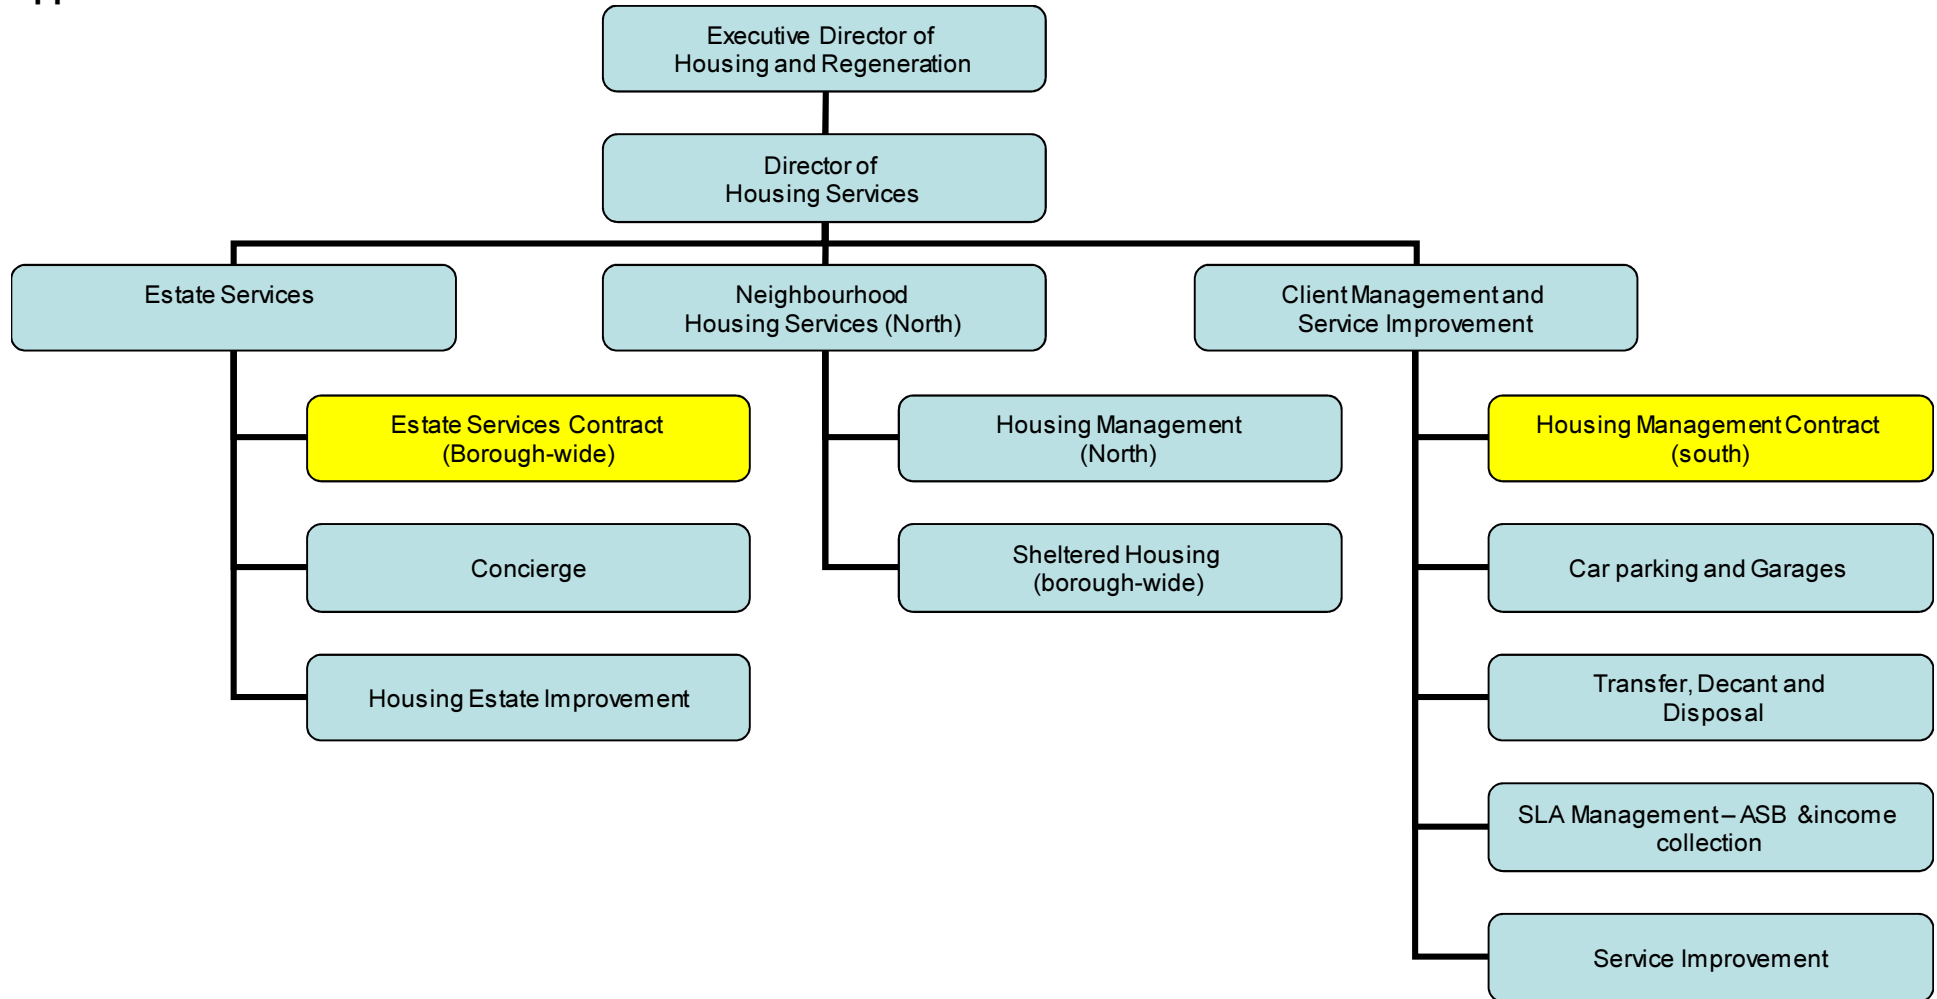 Executive Director of
Housing and Regeneration
Director of
Housing Services
Estate Services
Neighbourhood
Housing Services (North)
Client Management and
Service Improvement
Estate Services Contract
(Borough-wide)
Housing Management
(North)
Housing Management Contract
(south)
Concierge
Sheltered Housing
(borough-wide)
Car parking and Garages
Housing Estate Improvement
Transfer, Decant and
Disposal
SLA Management – ASB &income
collection
Service Improvement